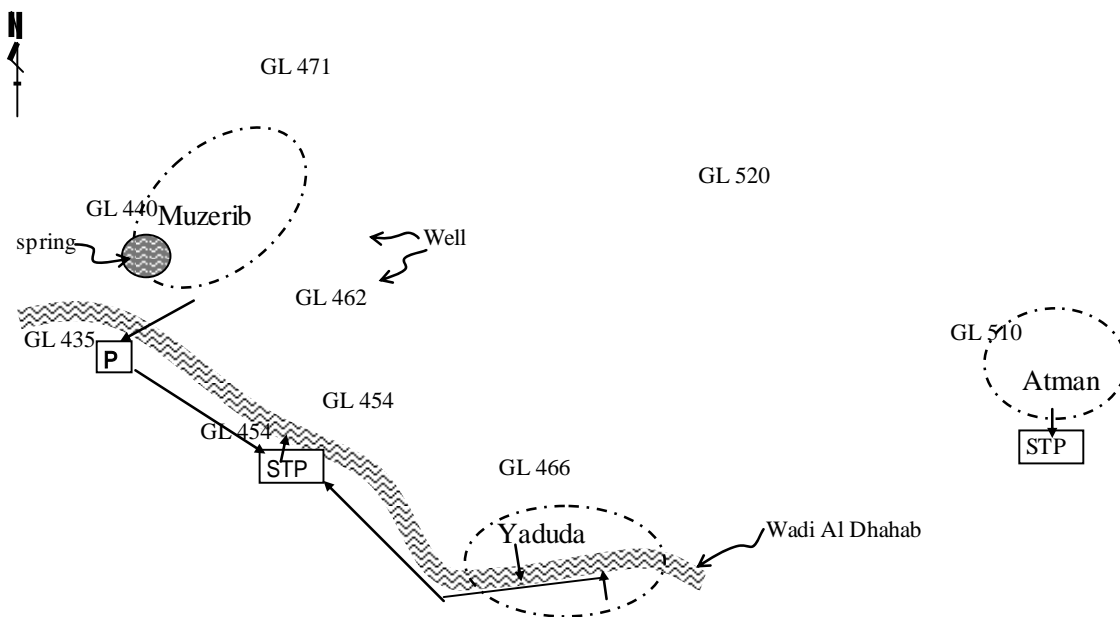 N
GL 471
GL 520
GL 440
Muzerib
spring
Well
GL 462
GL 435
P
GL 510
Atman
STP
GL 454
GL 454
STP
GL 466
Yaduda
Wadi Al Dhahab